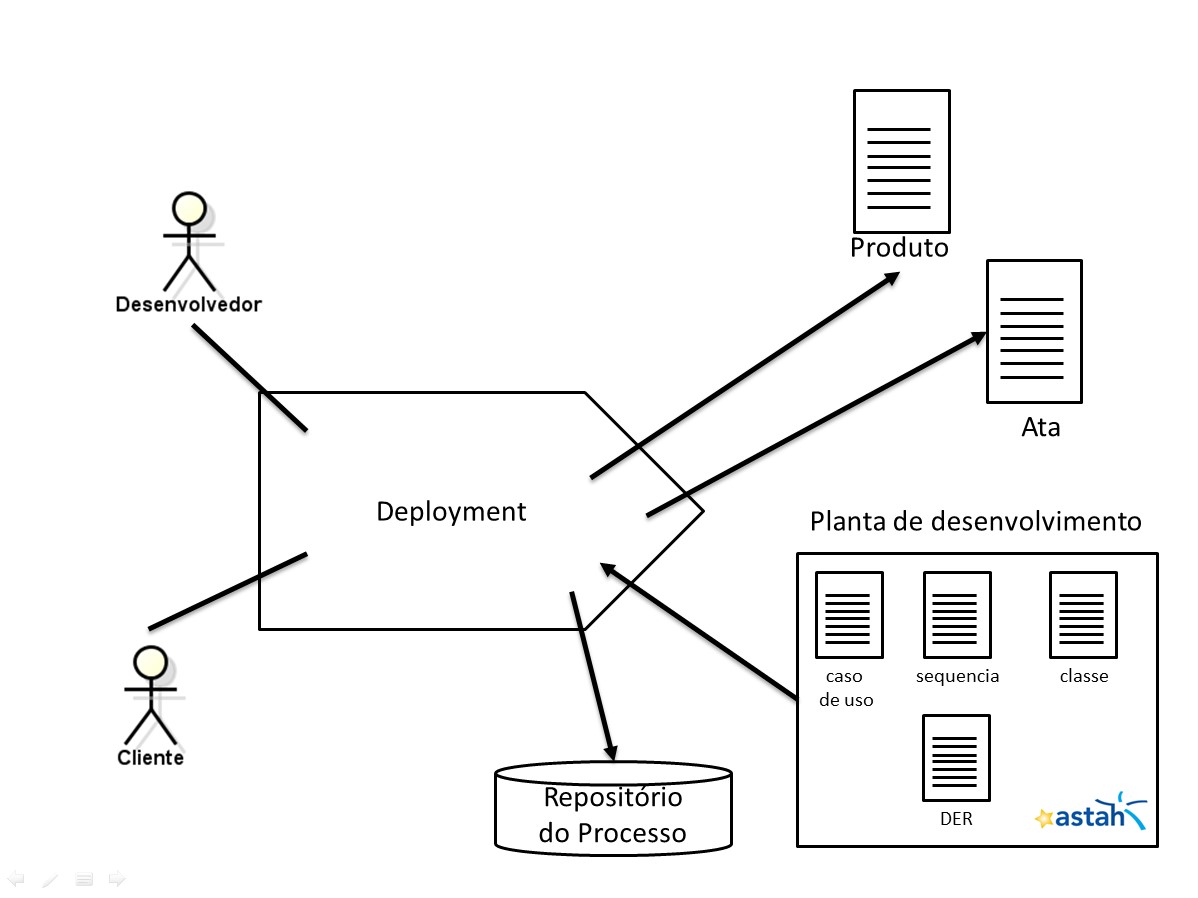 Produto
Desenvolvedor
Ata
Deployment
Planta de desenvolvimento
caso
de uso
sequencia
classe
Cliente
DER
astah
Repositório
do Processo